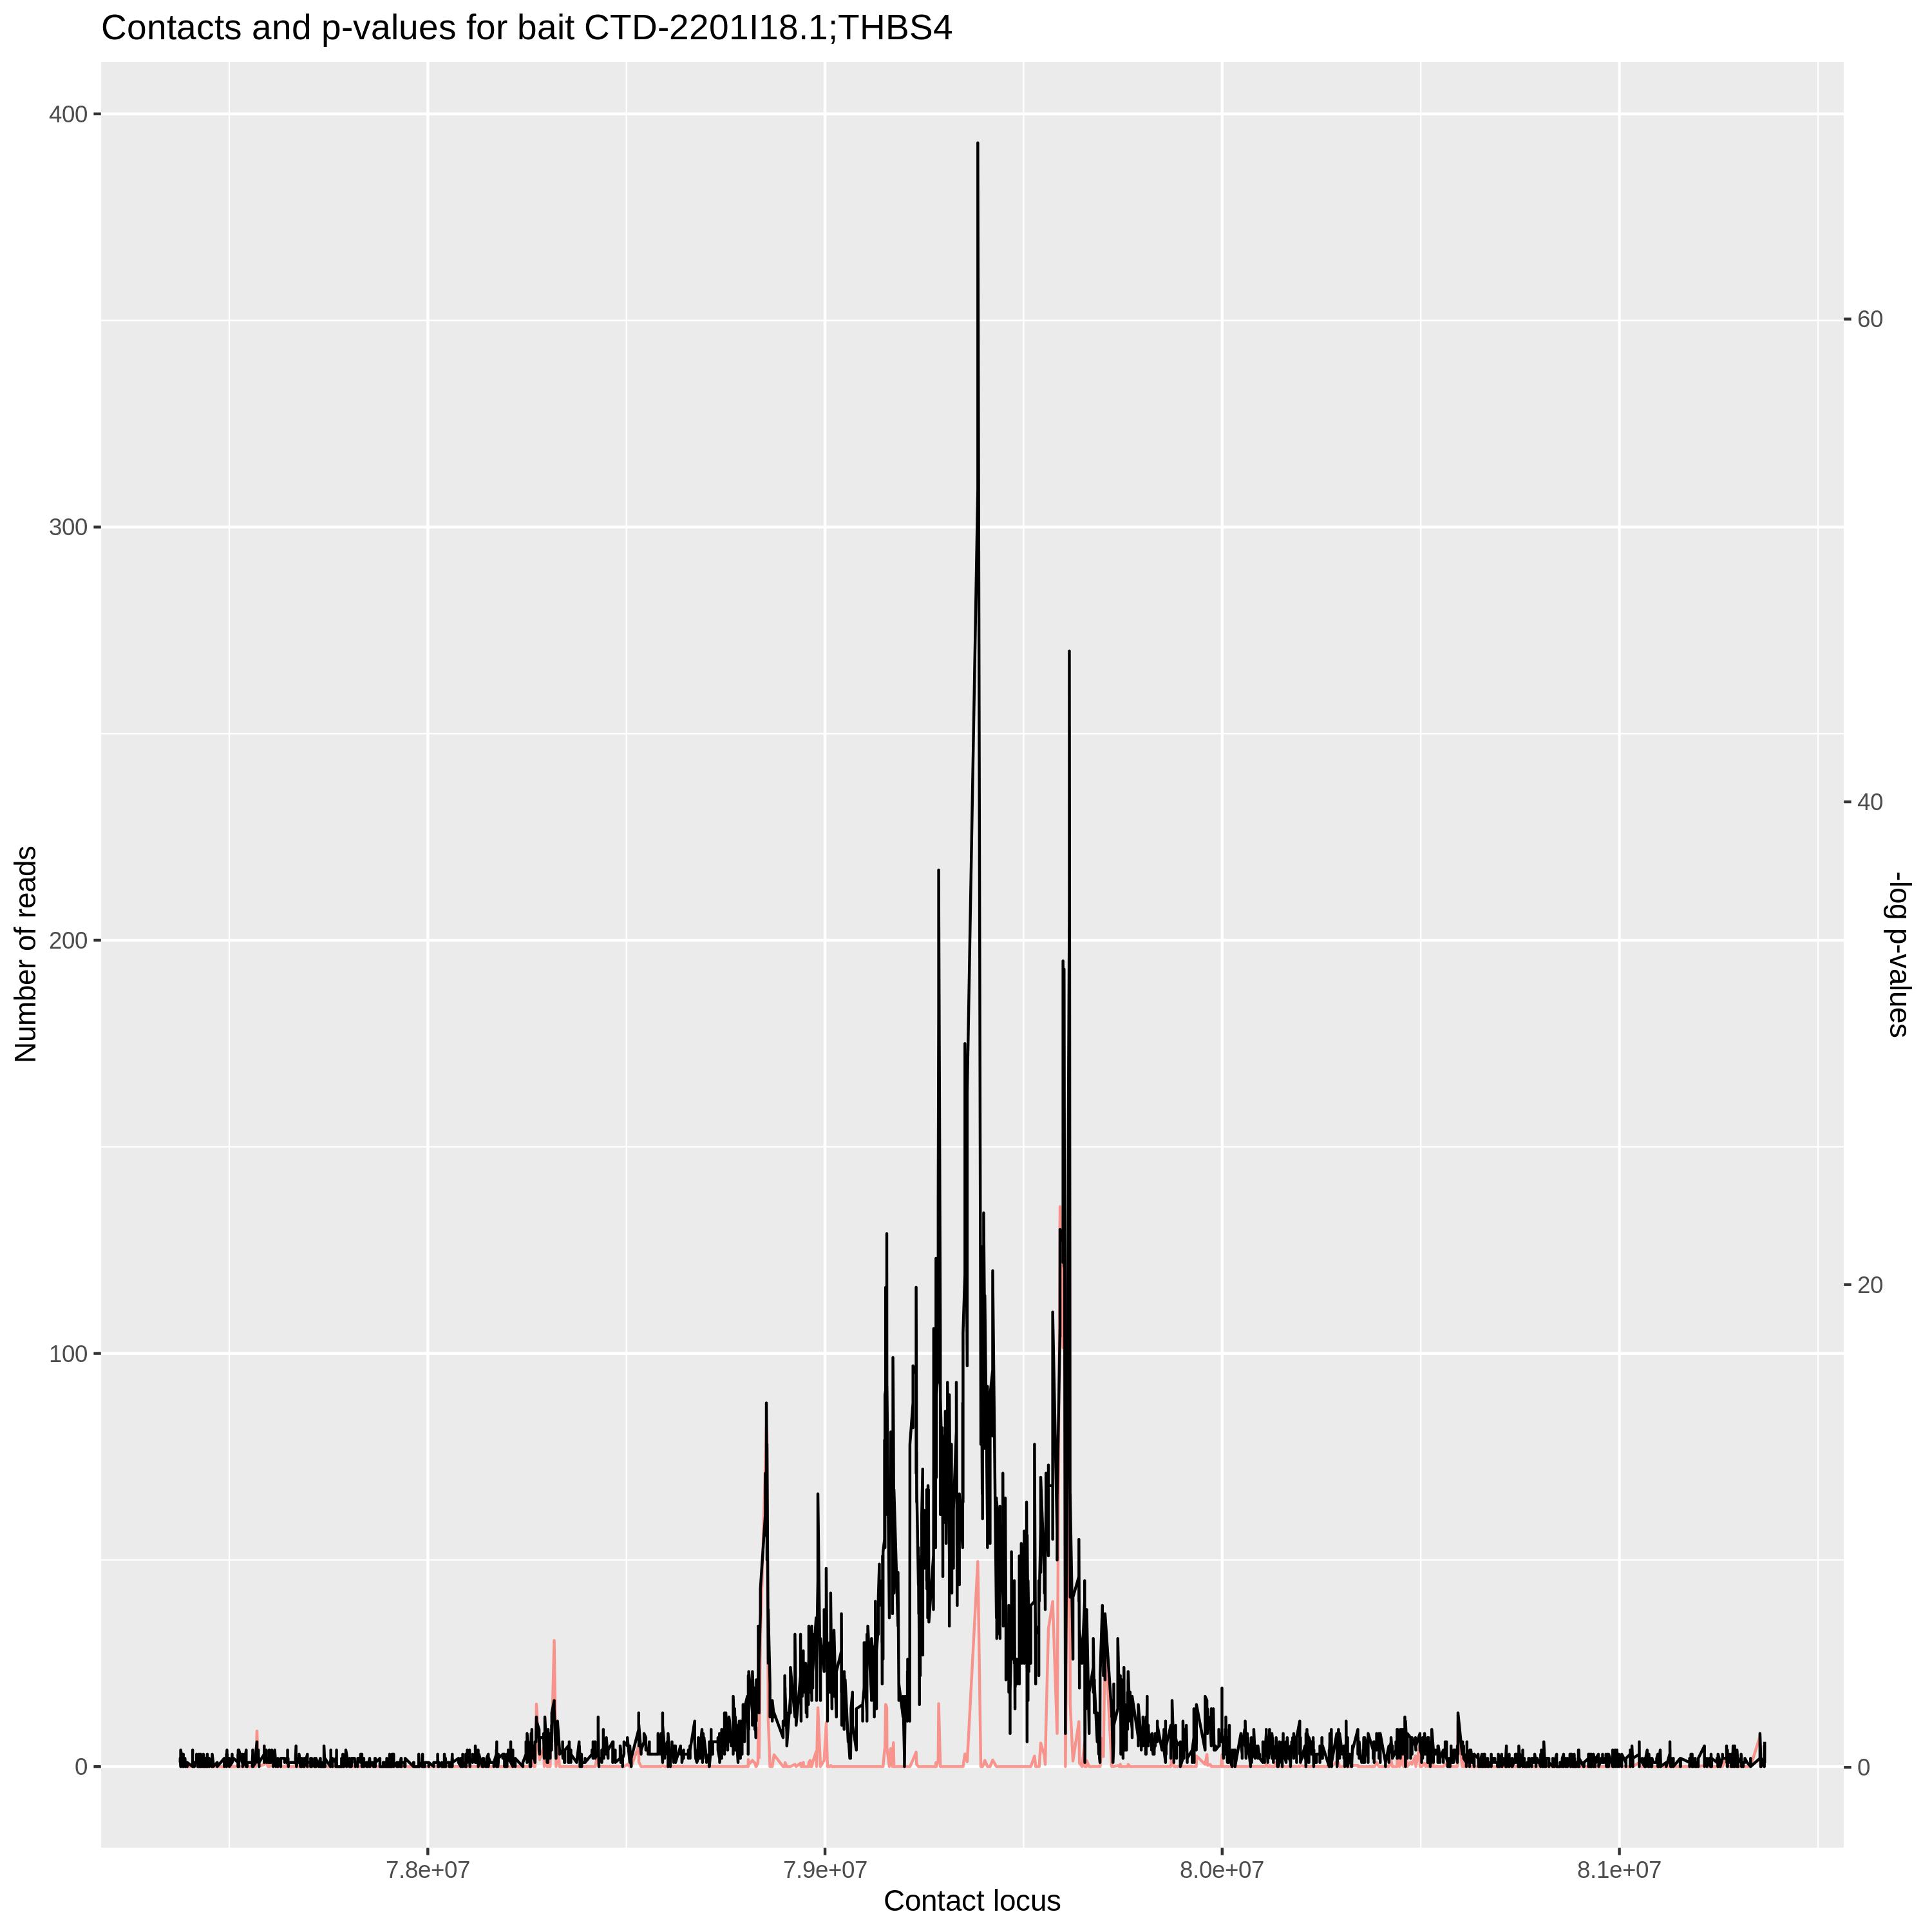 Contacts and p-values for bait CTD-2201I18.1;THBS4
400
300
200
100
0
Number of reads
60
40
20
0
-log p-values
7.8e+07
7.9e+07
8.0e+07
8.1e+07
Contact locus